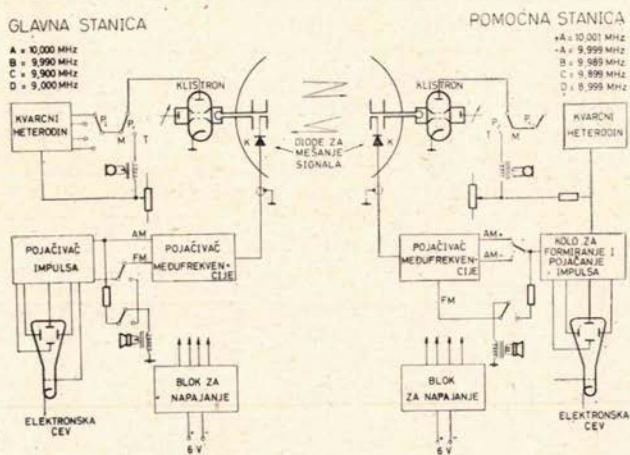 GLAVNA STANICA
A = 10,000 MHz
B = 9,990 MHz
C = 9,900 MHz
D = 9,000 MHz
KVARCNI
HETERODIN
P
P
M
T
KLISTRON
K
DIODE ZA
MEŠANJE
SIGNALA
POJAČIVAČ
IMPULSA
AM
FM
POJAČIVAČ
MEĐUFREKVEN-
CIJE
ELEKTRONSKA
CEV
BLOK ZA
NAPAJANJE
+
-
6 V
POMOĆNA STANICA
+A = 10,001 MHz
-A = 9,999 MHz
B = 9,989 MHz
C = 9,899 MHz
D = 8,999 MHz
KLISTRON
K
P
P
M
T
KVARCNI
HETERODIN
POJAČIVAČ
MEĐUFREKVEN-
CIJE
AM+
AM-
FM
KOLO ZA
FORMIRANJE I
POJAČANJE
IMPULSA
BLOK
ZA NAPAJANJE
+
-
6 V
ELEKTRONSKA
CEV